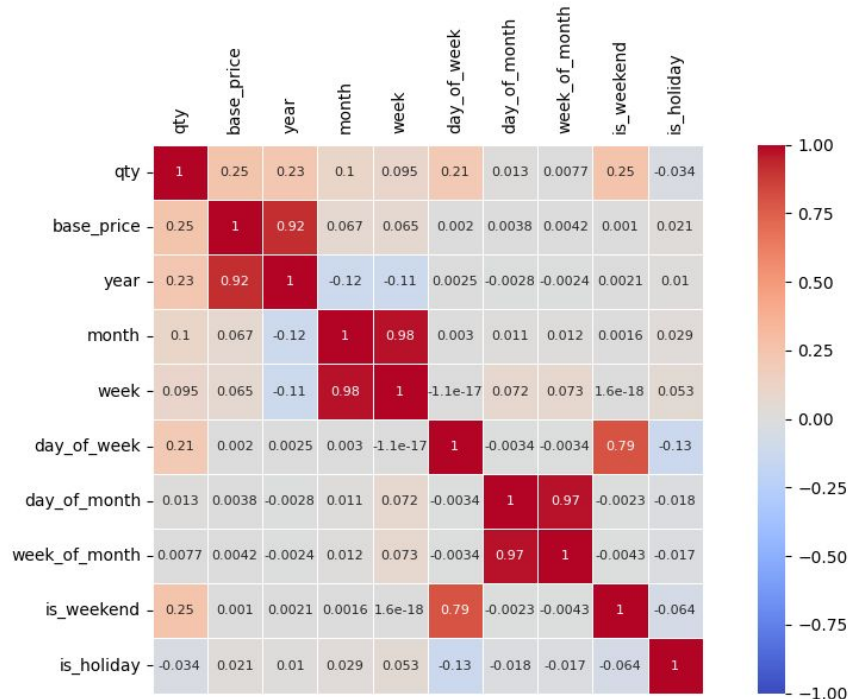 qty base_price year month week day_of_week day_of_month week_of_month is_weekend is_holiday
qty 1 0.25 0.23 0.1 0.095 0.21 0.013 0.0077 0.25 -0.034
base_price 0.25 1 0.92 0.067 0.065 0.002 0.0038 0.0042 0.001 0.021
year 0.23 0.92 1 -0.12 -0.11 0.0025 -0.0028 -0.0024 0.0021 0.01
month 0.1 0.067 -0.12 1 0.98 0.003 0.011 0.012 0.0016 0.029
week 0.095 0.065 -0.11 0.98 1 -1.1e-17 0.072 0.073 1.6e-18 0.053
day_of_week 0.21 0.002 0.0025 0.003 -1.1e-17 1 -0.0034 -0.0034 0.79 -0.13
day_of_month 0.013 0.0038 -0.0028 0.011 0.072 -0.0034 1 0.97 -0.0023 -0.018
week_of_month 0.0077 0.0042 -0.0024 0.012 0.073 -0.0034 0.97 1 -0.0043 -0.017
is_weekend 0.25 0.001 0.0021 0.0016 1.6e-18 0.79 -0.0023 -0.0043 1 -0.064
is_holiday -0.034 0.021 0.01 0.029 0.053 -0.13 -0.018 -0.017 -0.064 1
1.00
0.75
0.50
0.25
0.00
−0.25
−0.50
−0.75
−1.00